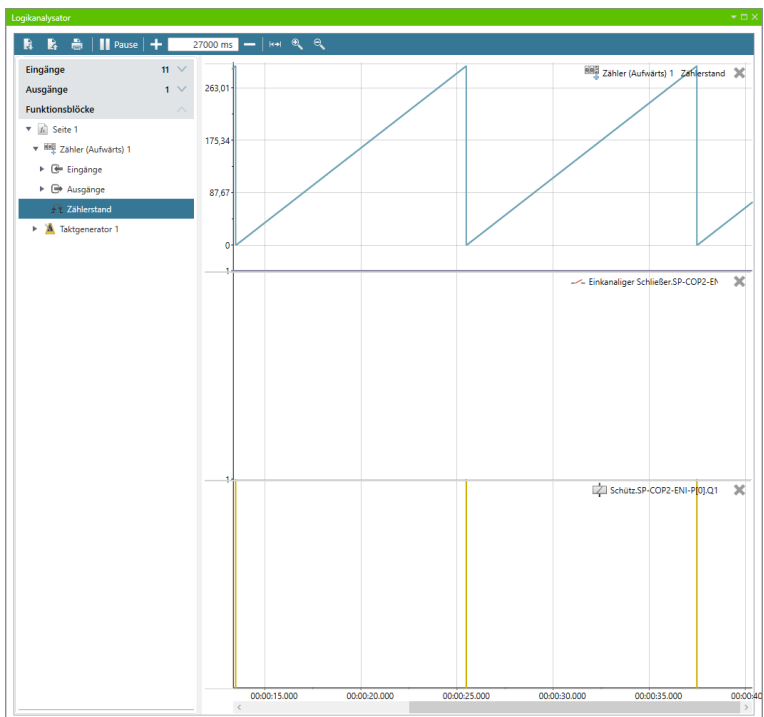 Logikanalysator
Pause 27000 ms
Eingänge 11
Ausgänge 1
Funktionsblöcke
Seite 1
Zähler (Aufwärts) 1
Eingänge
Ausgänge
Zählerstand
Taktgenerator 1
Zähler (Aufwärts) 1 Zählerstand
263,01
175,34
87,67
0
1
Einkanaliger Schließer.SP-COP2-EN
1
Schütz.SP-COP2-ENI-P[0].Q1
00:00:15.000 00:00:20.000 00:00:25.000 00:00:30.000 00:00:35.000 00:00:40